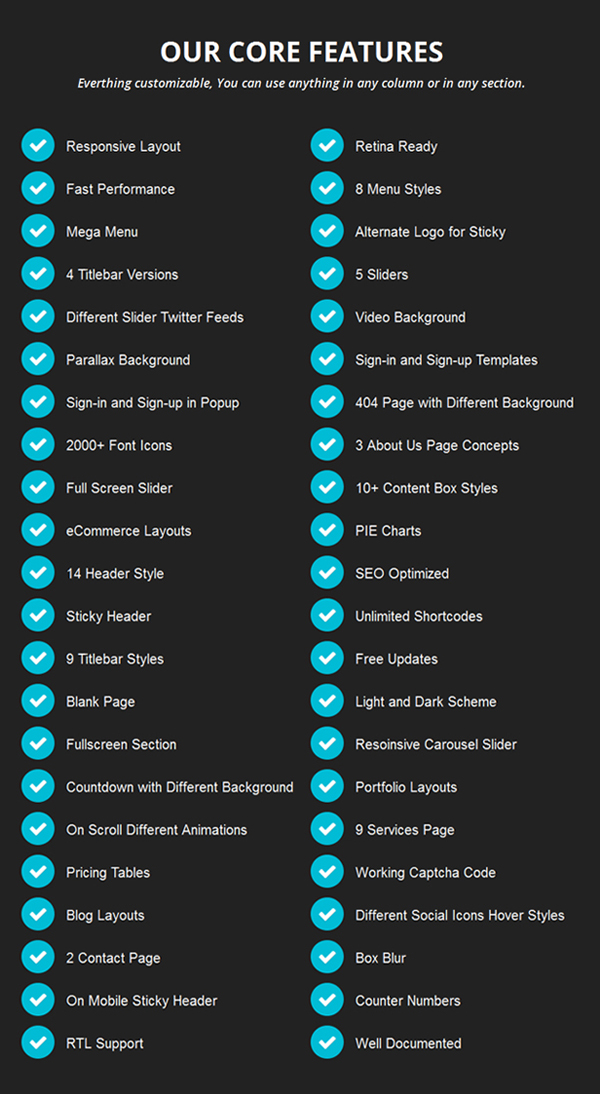 OUR CORE FEATURES
Everthing customizable, You can use anything in any column or in any section.
Responsive Layout
Retina Ready
Fast Performance
8 Menu Styles
Mega Menu
Alternate Logo for Sticky
4 Titlebar Versions
5 Sliders
Different Slider Twitter Feeds
Video Background
Parallax Background
Sign-in and Sign-up Templates
Sign-in and Sign-up in Popup
404 Page with Different Background
2000+ Font Icons
3 About Us Page Concepts
Full Screen Slider
10+ Content Box Styles
eCommerce Layouts
PIE Charts
14 Header Style
SEO Optimized
Sticky Header
Unlimited Shortcodes
9 Titlebar Styles
Free Updates
Blank Page
Light and Dark Scheme
Fullscreen Section
Resoinsive Carousel Slider
Countdown with Different Background
Portfolio Layouts
On Scroll Different Animations
9 Services Page
Pricing Tables
Working Captcha Code
Blog Layouts
Different Social Icons Hover Styles
2 Contact Page
Box Blur
On Mobile Sticky Header
Counter Numbers
RTL Support
Well Documented